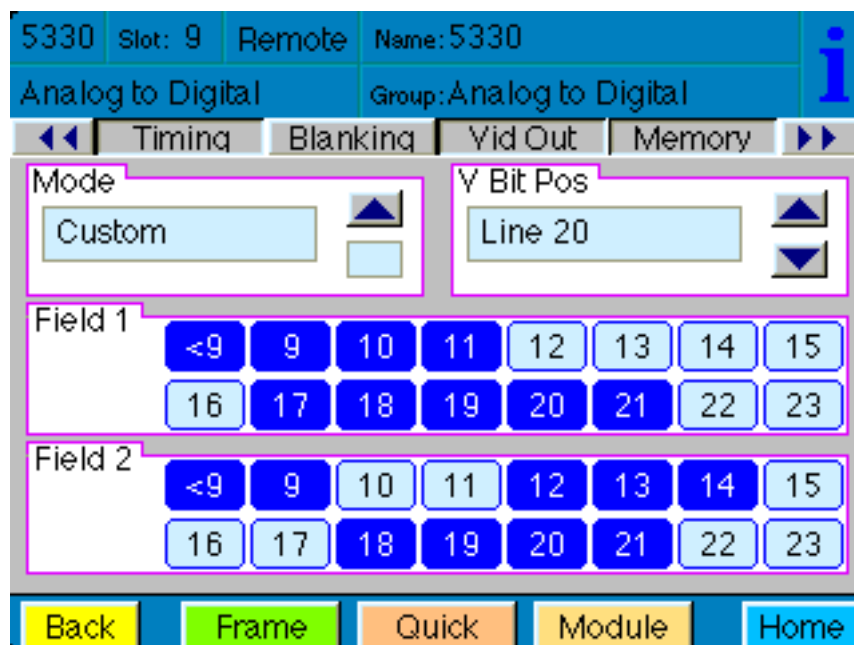 5330 Slot: 9 Remote Name: 5330
i
Analog to Digital Group: Analog to Digital
Timing Blanking Vid Out Memory
Mode V Bit Pos
Custom Line 20
Field 1
<9 9 10 11 12 13 14 15
16 17 18 19 20 21 22 23
Field 2
<9 9 10 11 12 13 14 15
16 17 18 19 20 21 22 23
Back Frame Quick Module Home